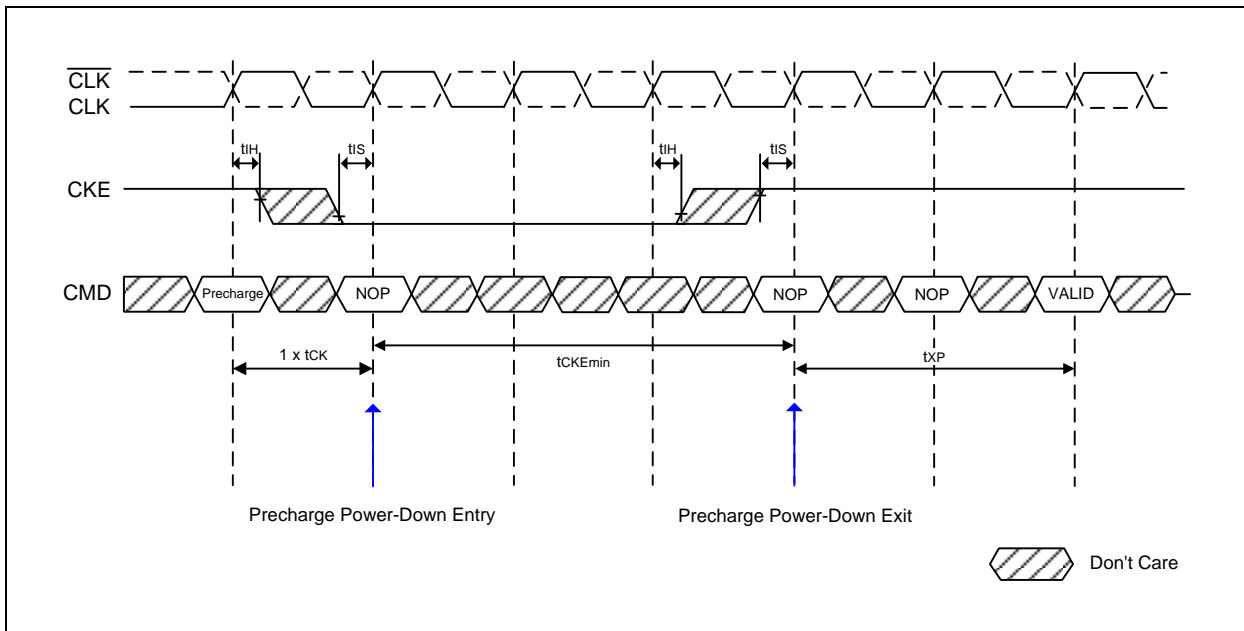 CLK
CLK
tIH
tIS
tIH
tIS
CKE
CMD
Precharge
NOP
NOP
NOP
VALID
1 x tCK
tCKEmin
tXP
Precharge Power-Down Entry
Precharge Power-Down Exit
Don't Care